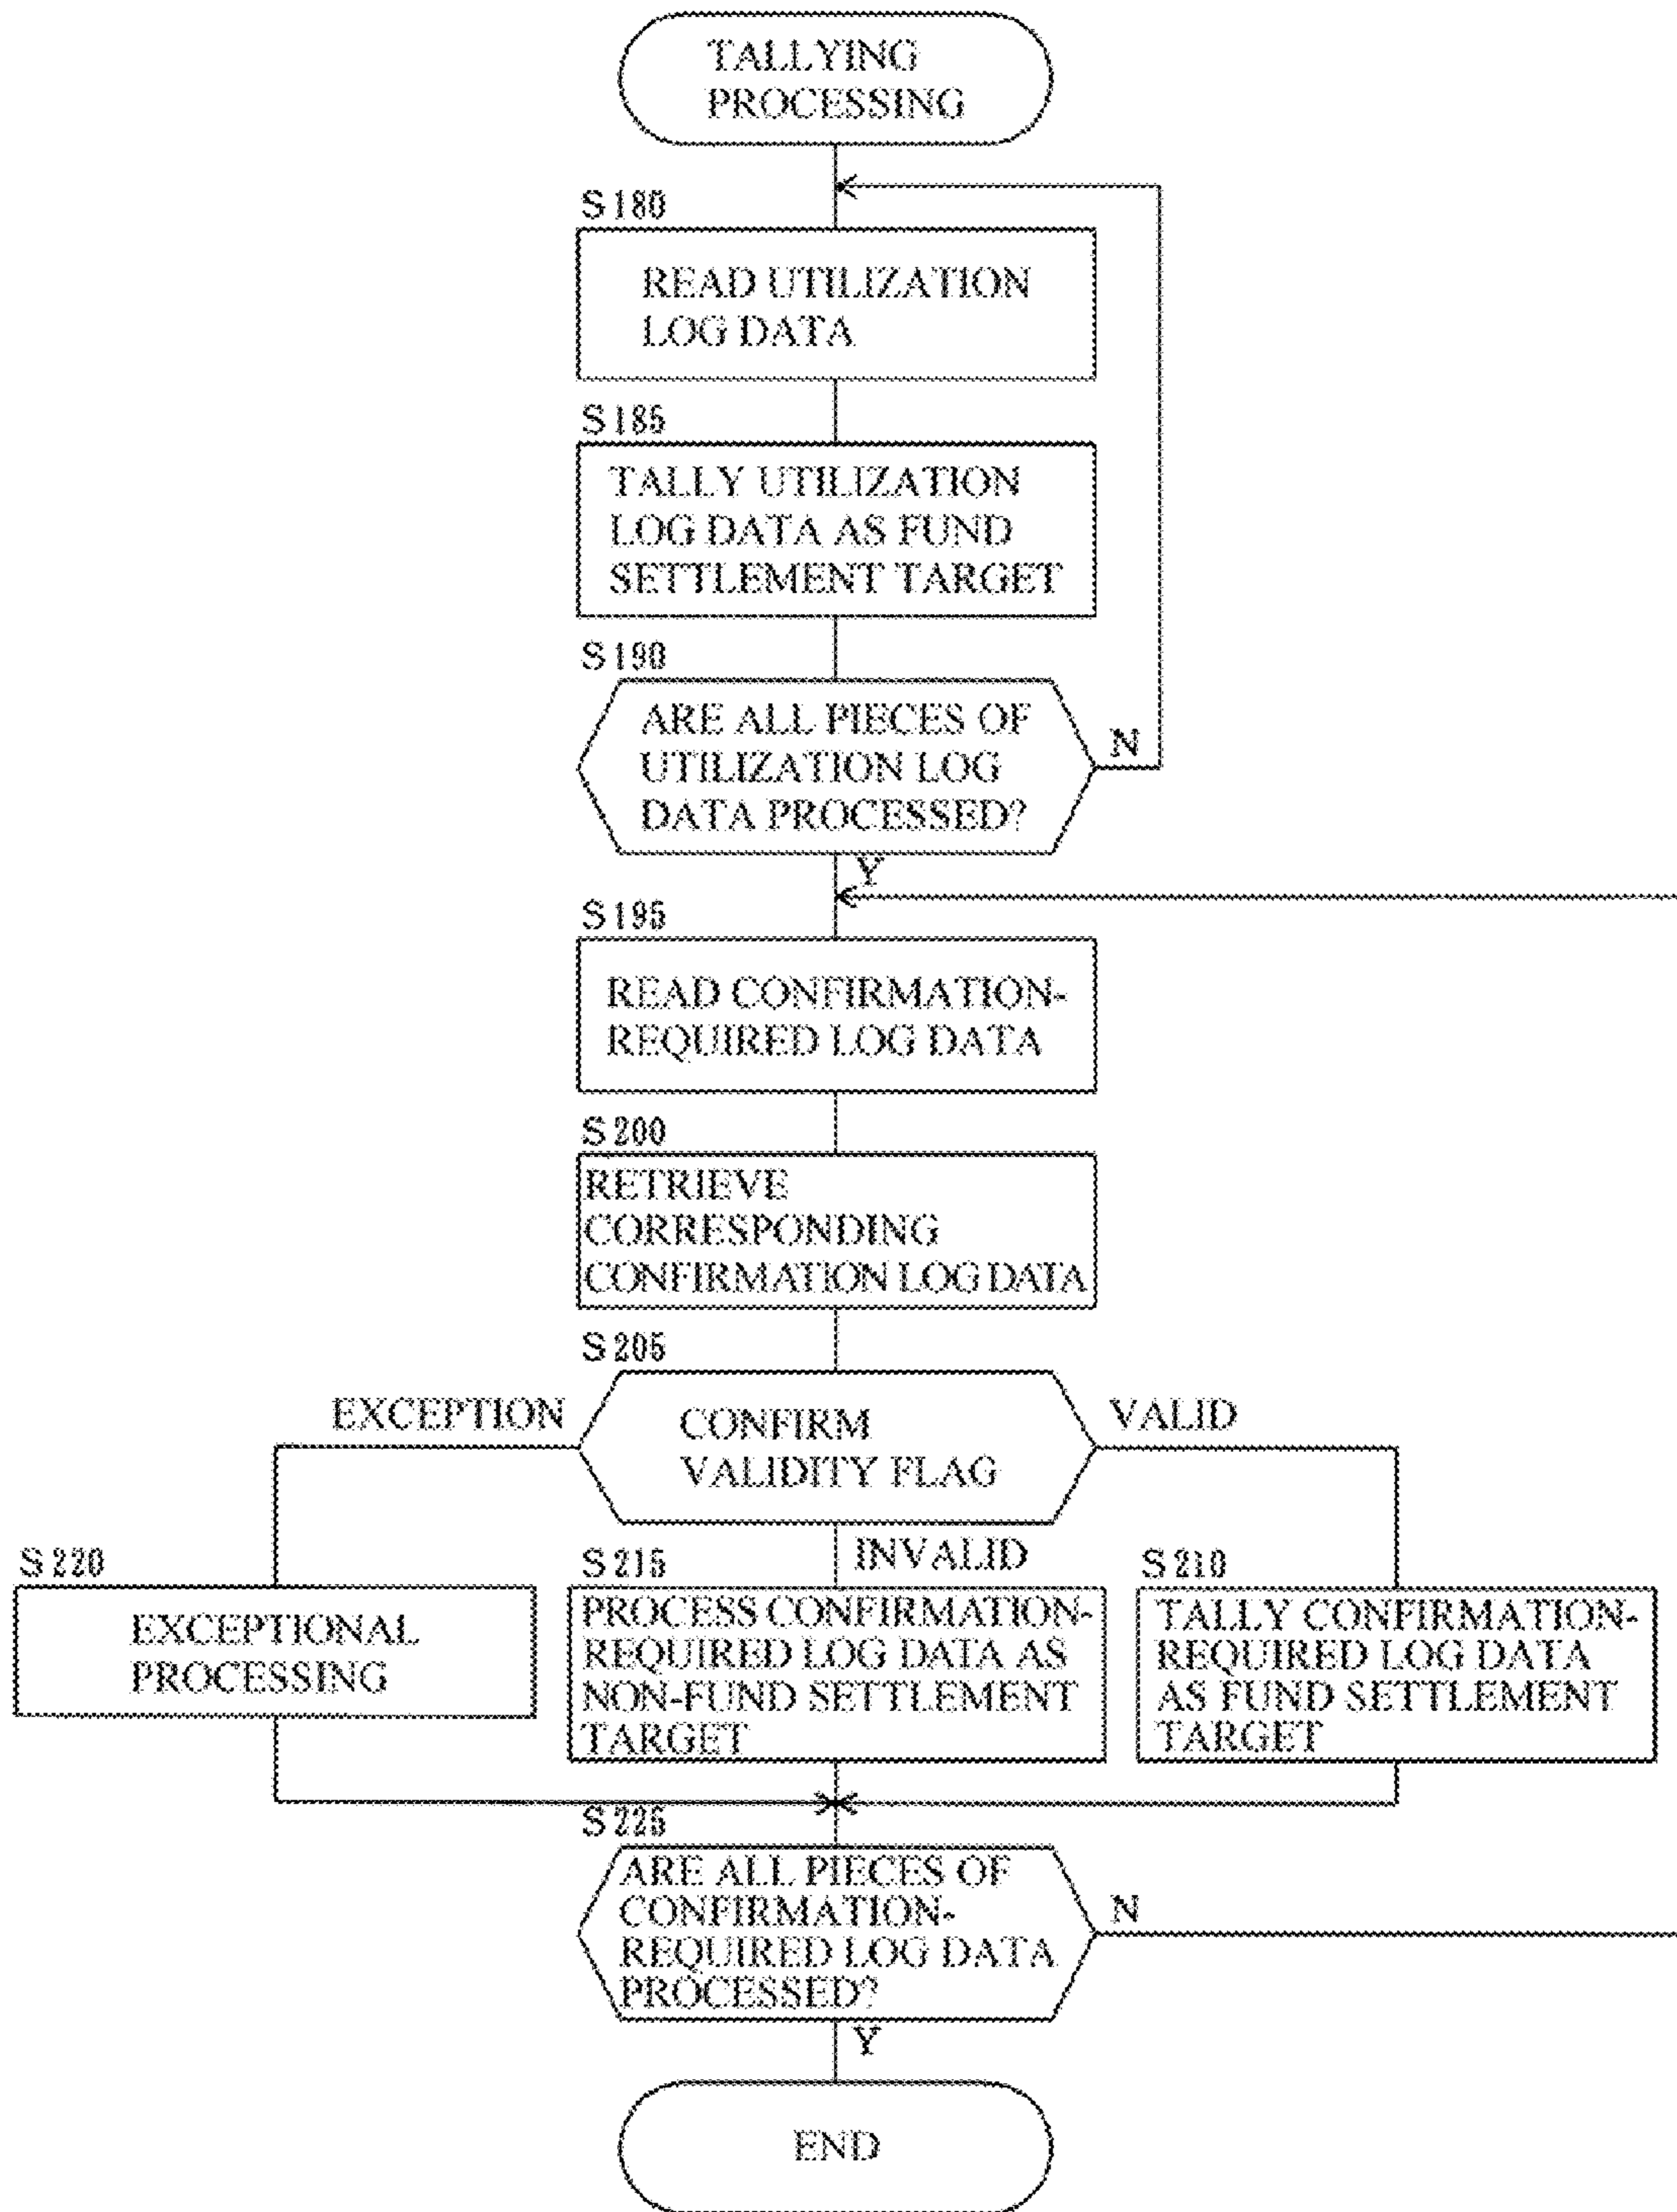 TALLYING
PROCESSING
S180
READ UTILIZATION
LOG DATA
S185
TALLY UTILIZATION
LOG DATA AS FUND
SETTLEMENT TARGET
S190
ARE ALL PIECES OF
UTILIZATION LOG
DATA PROCESSED?
N
Y
S195
READ CONFIRMATION-
REQUIRED LOG DATA
S200
RETRIEVE
CORRESPONDING
CONFIRMATION LOG DATA
S205
EXCEPTION
CONFIRM
VALIDITY FLAG
VALID
S220
EXCEPTIONAL
PROCESSING
INVALID
S215
PROCESS CONFIRMATION-
REQUIRED LOG DATA AS
NON-FUND SETTLEMENT
TARGET
S210
TALLY CONFIRMATION-
REQUIRED LOG DATA
AS FUND SETTLEMENT
TARGET
S225
ARE ALL PIECES OF
CONFIRMATION-
REQUIRED LOG DATA
PROCESSED?
N
Y
END